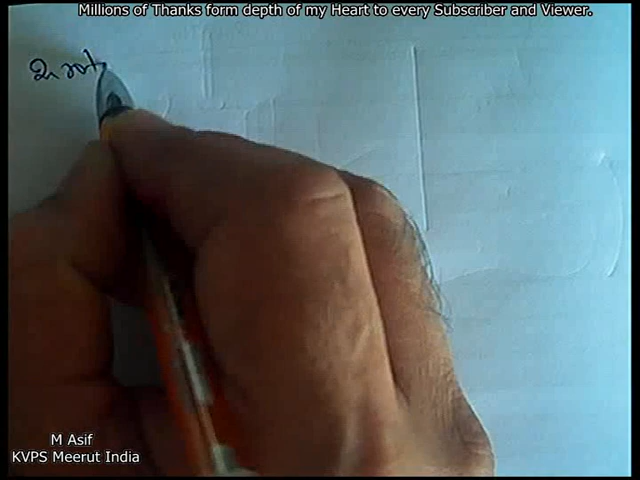 Millions of Thanks form depth of my Heart to every Subscriber and Viewer.
M Asif
KVPS Meerut India